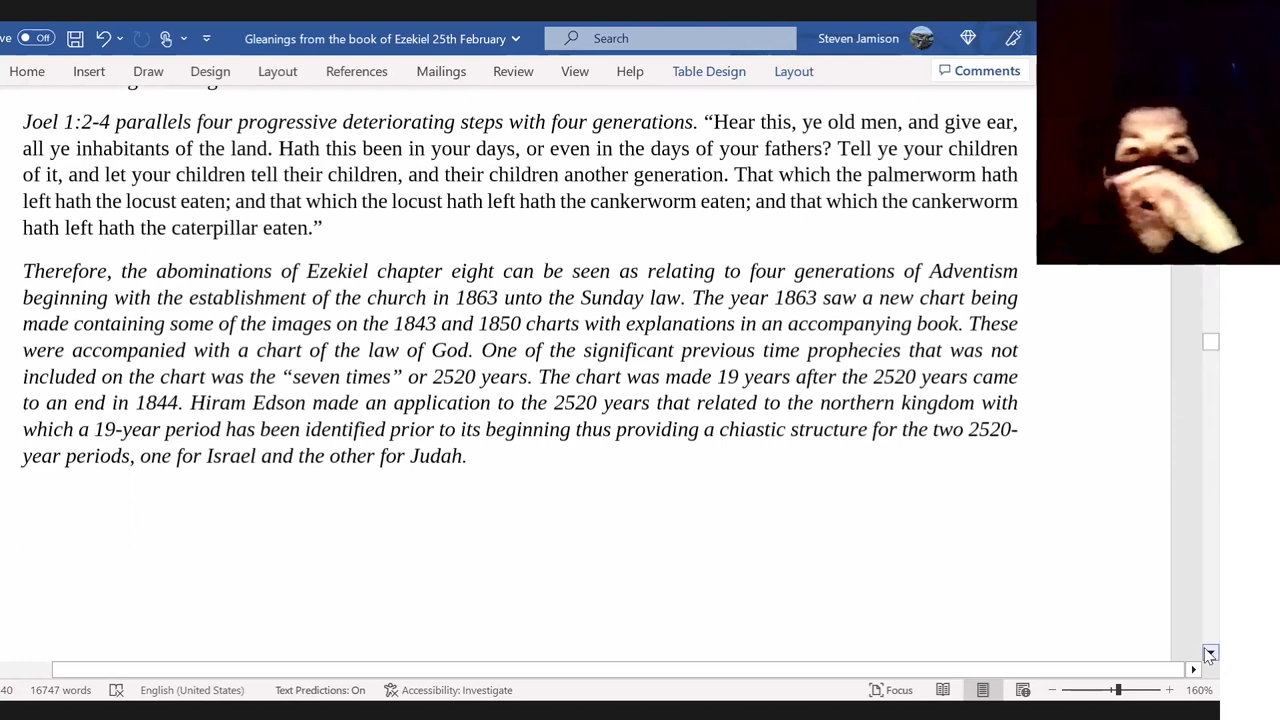 ve Off Gleanings from the book of Ezekiel 25th February Search Steven Jamison
Home Insert Draw Design Layout References Mailings Review View Help Table Design Layout Comments
Joel 1:2-4 parallels four progressive deteriorating steps with four generations. “Hear this, ye old men, and give ear,
all ye inhabitants of the land. Hath this been in your days, or even in the days of your fathers? Tell ye your children
of it, and let your children tell their children, and their children another generation. That which the palmerworm hath
left hath the locust eaten; and that which the locust hath left hath the cankerworm eaten; and that which the cankerworm
hath left hath the caterpillar eaten.”
Therefore, the abominations of Ezekiel chapter eight can be seen as relating to four generations of Adventism
beginning with the establishment of the church in 1863 unto the Sunday law. The year 1863 saw a new chart being
made containing some of the images on the 1843 and 1850 charts with explanations in an accompanying book. These
were accompanied with a chart of the law of God. One of the significant previous time prophecies that was not
included on the chart was the “seven times” or 2520 years. The chart was made 19 years after the 2520 years came
to an end in 1844. Hiram Edson made an application to the 2520 years that related to the northern kingdom with
which a 19-year period has been identified prior to its beginning thus providing a chiastic structure for the two 2520-
year periods, one for Israel and the other for Judah.
40 16747 words English (United States) Text Predictions: On Accessibility: Investigate Focus 160%